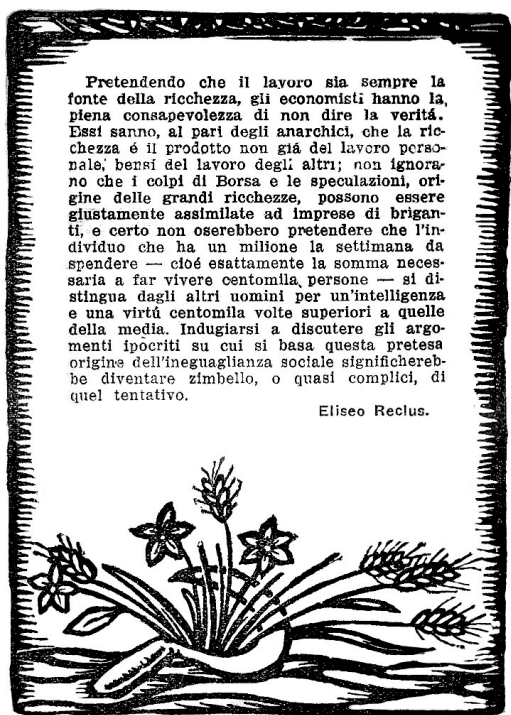 Pretendendo che il lavoro sia sempre la
fonte della ricchezza, gli economisti hanno la
piena consapevolezza di non dire la veritá.
Essi sanno, al pari degli anarchici, che la ric-
chezza é il prodotto non giá del lavoro perso-
nale, bensi del lavoro degli altri; non ignora-
no che i colpi di Borsa e le speculazioni, ori-
gine delle grandi ricchezze, possono essere
giustamente assimilate ad imprese di brigan-
ti, e certo non oserebbero pretendere che l'in-
dividuo che ha un milione la settimana da
spendere — cioé esattamente la somma neces-
saria a far vivere centomila persone — si di-
stingua dagli altri uomini per un'intelligenza
e una virtú centomila volte superiori a quelle
della media. Indugiarsi a discutere gli argo-
menti ipocriti su cui si basa questa pretesa
origine dell'ineguaglianza sociale significhereb-
be diventare zimbello, o quasi complici, di
quel tentativo.
Eliseo Reclus.